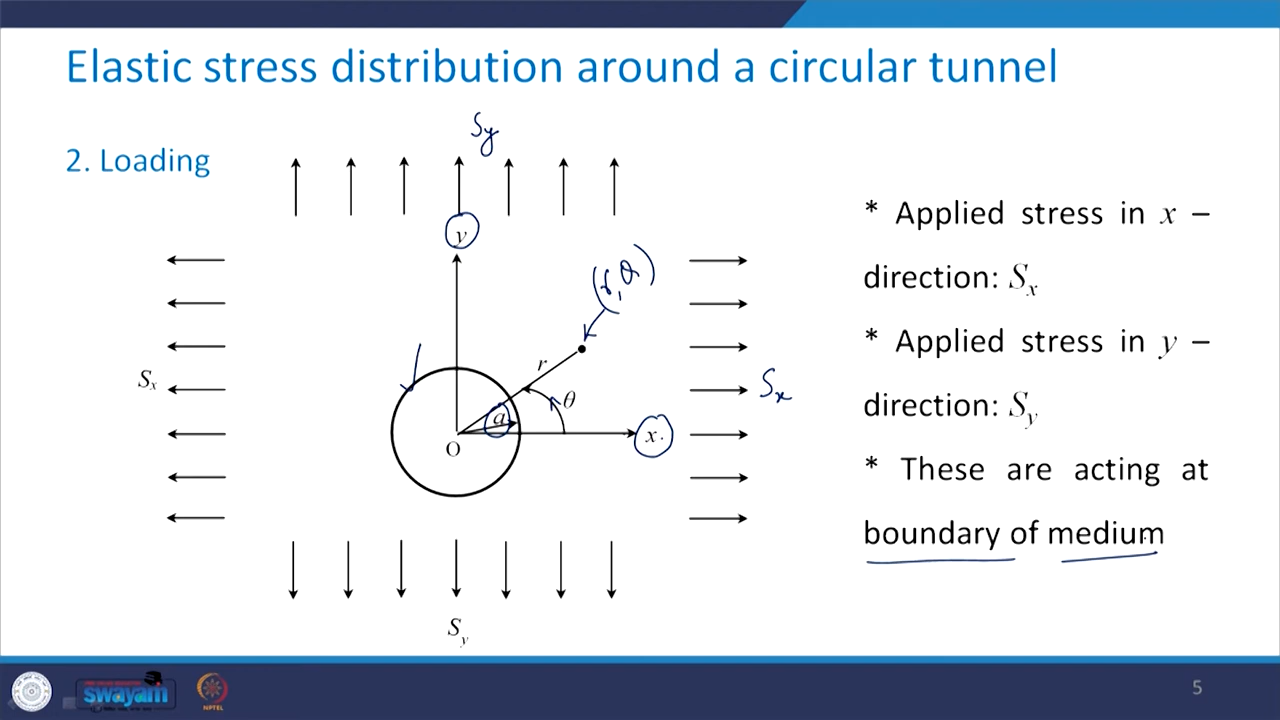 Elastic stress distribution around a circular tunnel
2. Loading
Sy
y
(r,θ)
r
θ
a
O
x
Sx
Sx
Sy
* Applied stress in x –
direction: Sx
* Applied stress in y –
direction: Sy
* These are acting at
boundary of medium
swayam
NPTEL
5